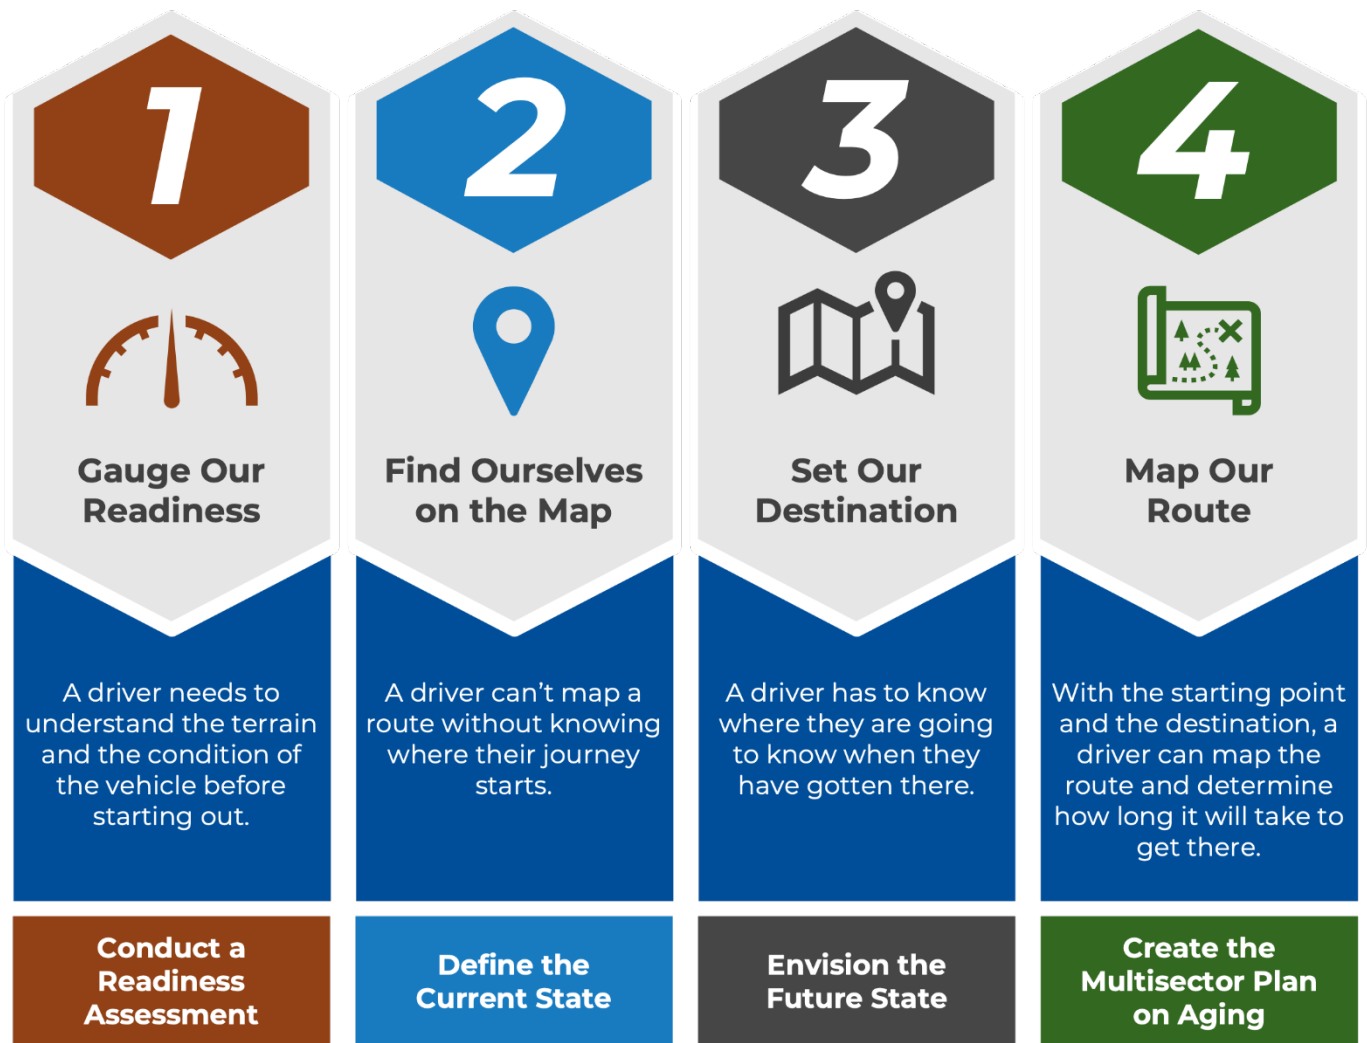 1
Gauge Our
Readiness
A driver needs to
understand the terrain
and the condition of
the vehicle before
starting out.
Conduct a
Readiness
Assessment
2
Find Ourselves
on the Map
A driver can’t map a
route without knowing
where their journey
starts.
Define the
Current State
3
Set Our
Destination
A driver has to know
where they are going
to know when they
have gotten there.
Envision the
Future State
4
Map Our
Route
With the starting point
and the destination, a
driver can map the
route and determine
how long it will take to
get there.
Create the
Multisector Plan
on Aging